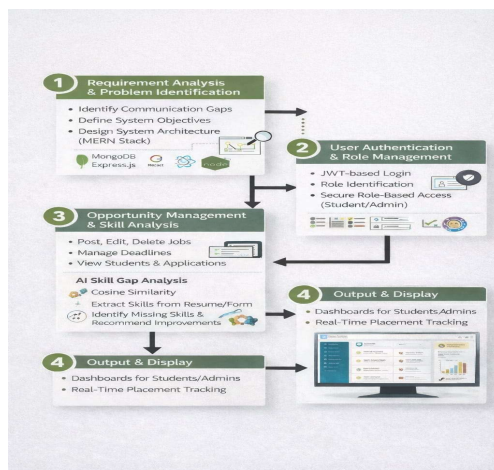 1 Requirement Analysis
& Problem Identification
• Identify Communication Gaps
• Define System Objectives
• Design System Architecture
(MERN Stack)
MongoDB
Express.js
node
2 User Authentication
& Role Management
• JWT-based Login
• Role Identification
• Secure Role-Based Access
(Student/Admin)
3 Opportunity Management
& Skill Analysis
• Post, Edit, Delete Jobs
• Manage Deadlines
• View Students & Applications
AI Skill Gap Analysis
Cosine Similarity
Extract Skills from Resume/Form
Identify Missing Skills &
Recommend Improvements
4 Output & Display
• Dashboards for Students/Admins
• Real-Time Placement Tracking
4 Output & Display
• Dashboards for Students⁄Admins
• Real-Time Placement Tracking